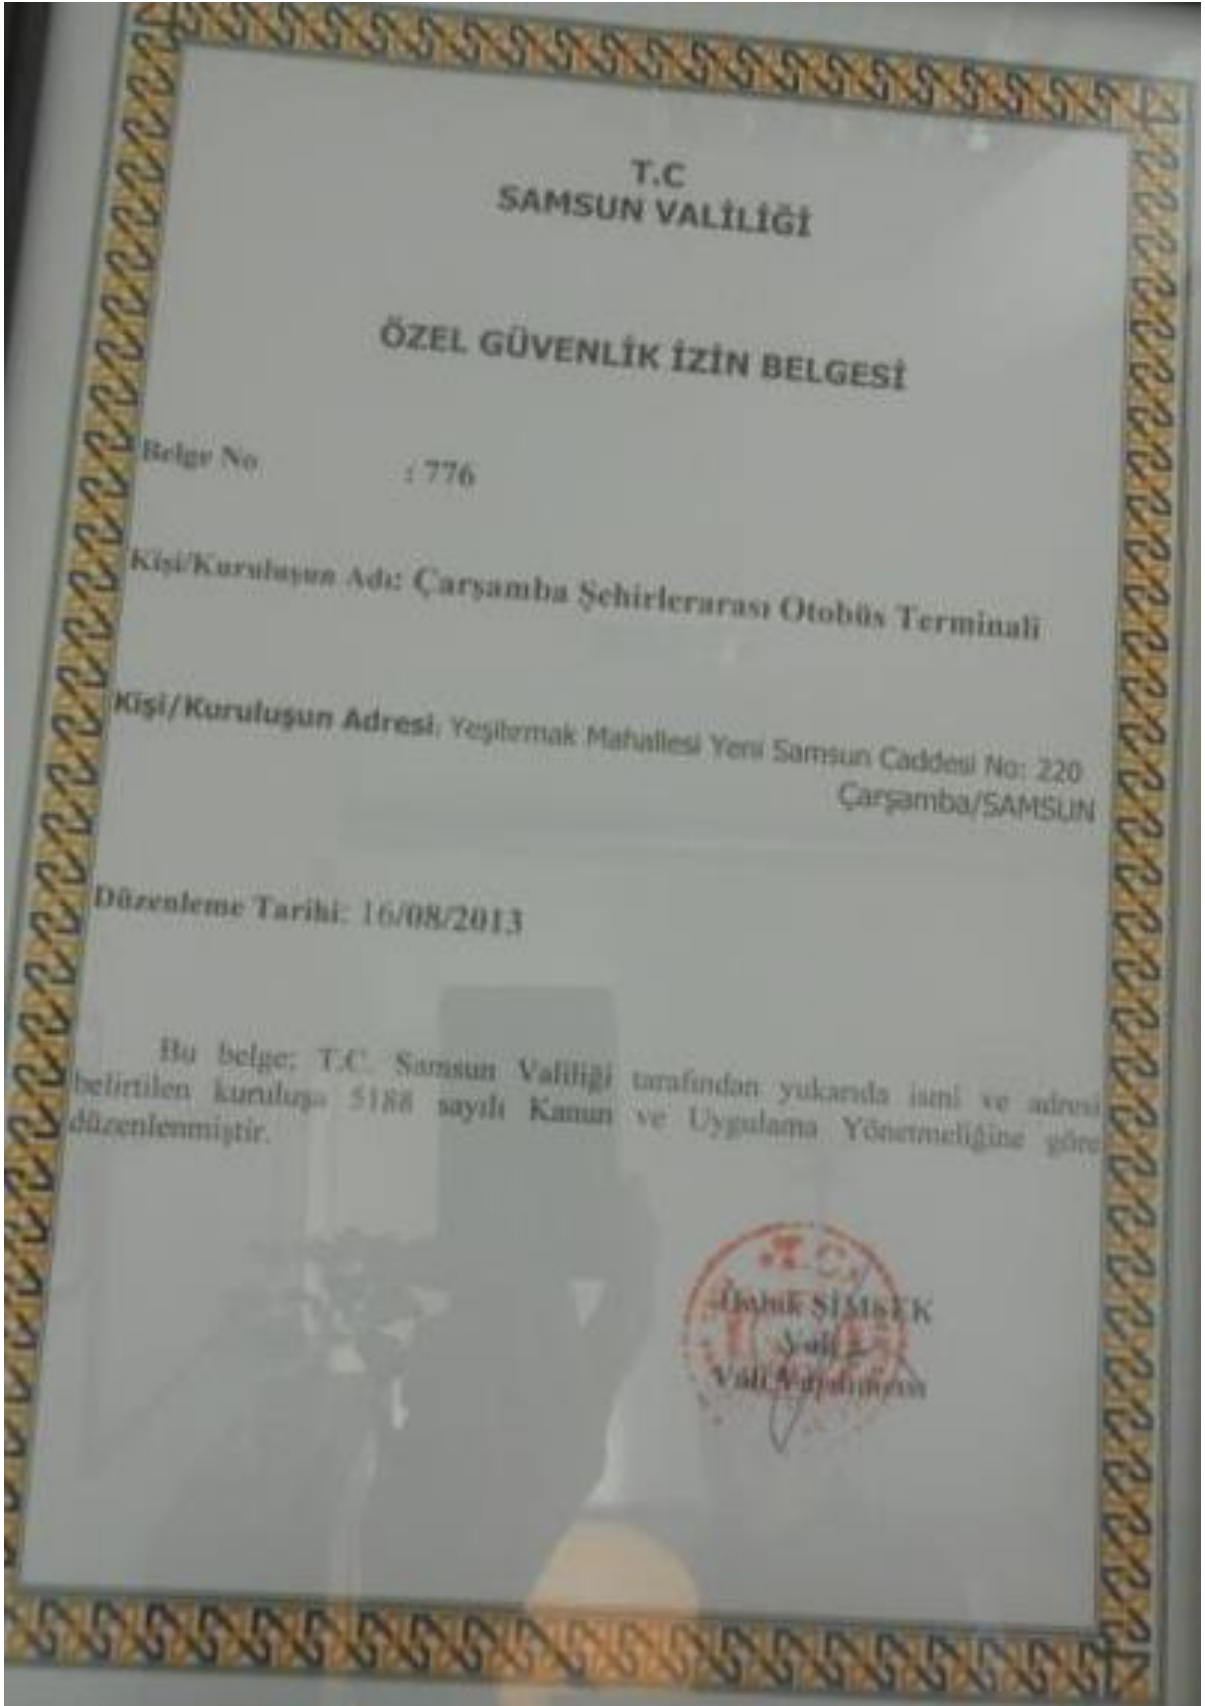 T.C
SAMSUN VALİLİĞİ
ÖZEL GÜVENLİK İZİN BELGESİ
Belge No : 776
Kişi/Kuruluşun Adı: Çarşamba Şehirlerarası Otobüs Terminali
Kişi/Kuruluşun Adresi: Yeşilırmak Mahallesi Yeni Samsun Caddesi No: 220
Çarşamba/SAMSUN
Düzenleme Tarihi: 16/08/2013
Bu belge; T.C. Samsun Valiliği tarafından yukarıda ismi ve adresi
belirtilen kuruluşa 5188 sayılı Kanun ve Uygulama Yönetmeliğine göre
düzenlenmiştir.
T.C.
ŞİMŞEK
Vali
Vali Yardımcısı